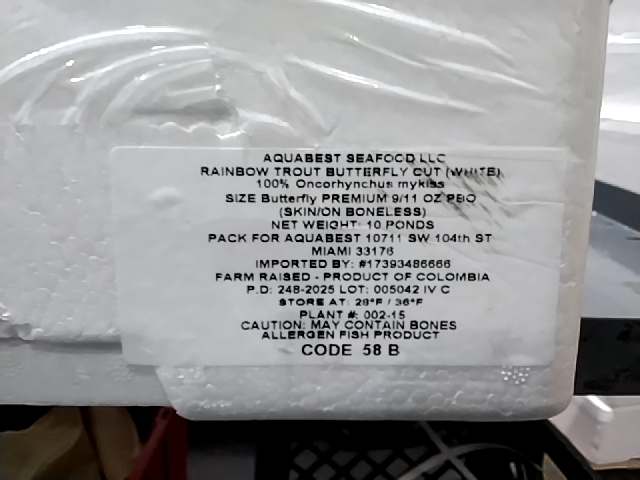 AQUABEST SEAFOOD LLC
RAINBOW TROUT BUTTERFLY CUT (WHITE)
100% Oncorhynchus mykiss
SIZE Butterfly PREMIUM 9/11 OZ PBO
(SKIN/ON BONELESS)
NET WEIGHT: 10 PONDS
PACK FOR AQUABEST 10711 SW 104th ST
MIAMI 33176
IMPORTED BY: #17393486666
FARM RAISED - PRODUCT OF COLOMBIA
P.D: 248-2025 LOT: 005042 IV C
STORE AT: 28°F / 36°F
PLANT #: 002-15
CAUTION: MAY CONTAIN BONES
ALLERGEN FISH PRODUCT
CODE 58 B